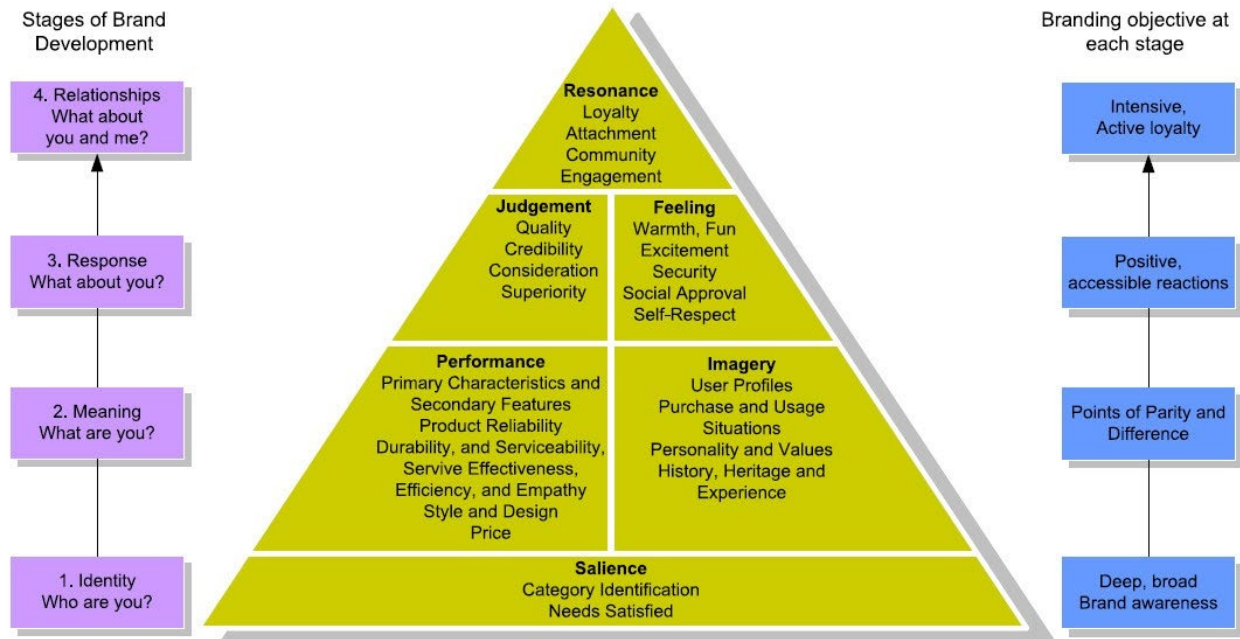 Stages of Brand
Development
4. Relationships
What about
you and me?
3. Response
What about you?
2. Meaning
What are you?
1. Identity
Who are you?
Resonance
Loyalty
Attachment
Community
Engagement
Judgement
Quality
Credibility
Consideration
Superiority
Feeling
Warmth, Fun
Excitement
Security
Social Approval
Self-Respect
Performance
Primary Characteristics and
Secondary Features
Product Reliability
Durability, and Serviceability,
Servive Effectiveness,
Efficiency, and Empathy
Style and Design
Price
Imagery
User Profiles
Purchase and Usage
Situations
Personality and Values
History, Heritage and
Experience
Salience
Category Identification
Needs Satisfied
Branding objective at
each stage
Intensive,
Active loyalty
Positive,
accessible reactions
Points of Parity and
Difference
Deep, broad
Brand awareness